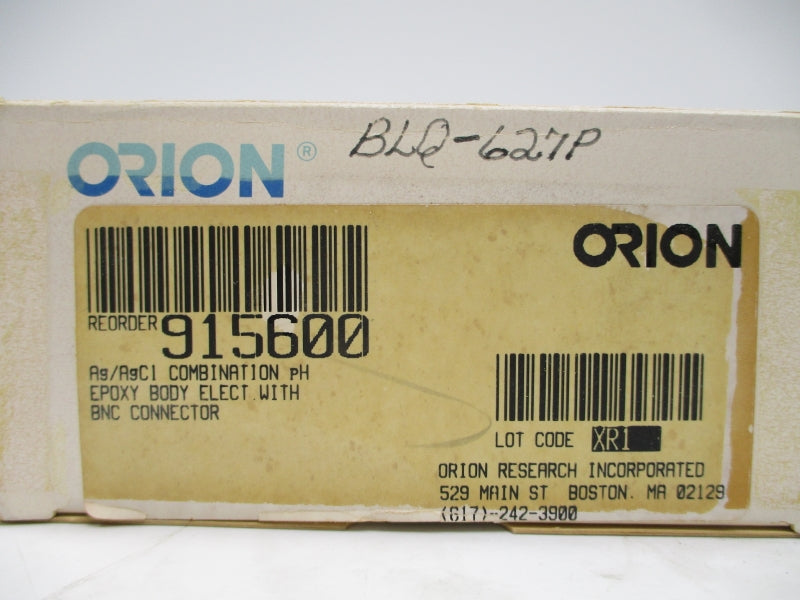 ORION® BLQ-627P
ORION
REORDER 915600
Ag/AgCl COMBINATION pH
EPOXY BODY ELECT. WITH
BNC CONNECTOR
LOT CODE XR1
ORION RESEARCH INCORPORATED
529 MAIN ST BOSTON. MA 02129
(617)-242-3900